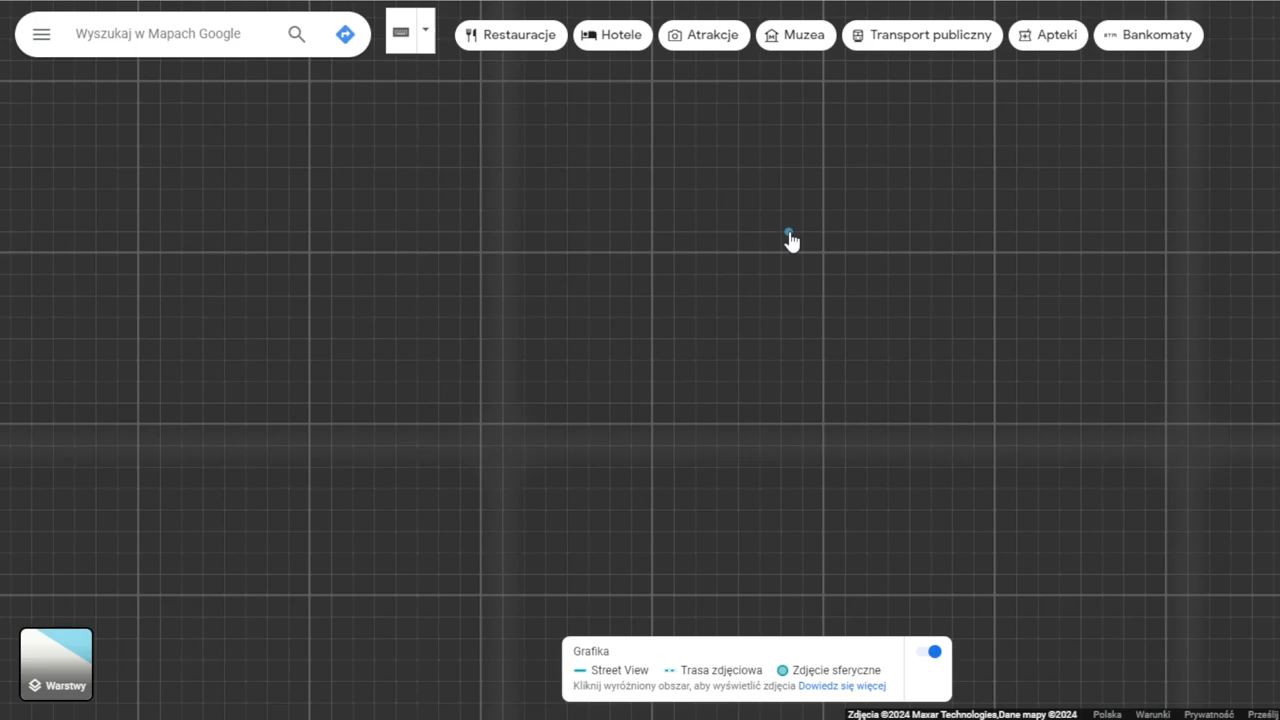 Wyszukaj w Mapach Google
Restauracje
Hotele
Atrakcje
Muzea
Transport publiczny
Apteki
ATM Bankomaty
Grafika
Street View
Trasa zdjęciowa
Zdjęcie sferyczne
Kliknij wyróżniony obszar, aby wyświetlić zdjęcia Dowiedz się więcej
Warstwy
Zdjęcia ©2024 Maxar Technologies,Dane mapy ©2024 Polska Warunki Prywatność Prześlij